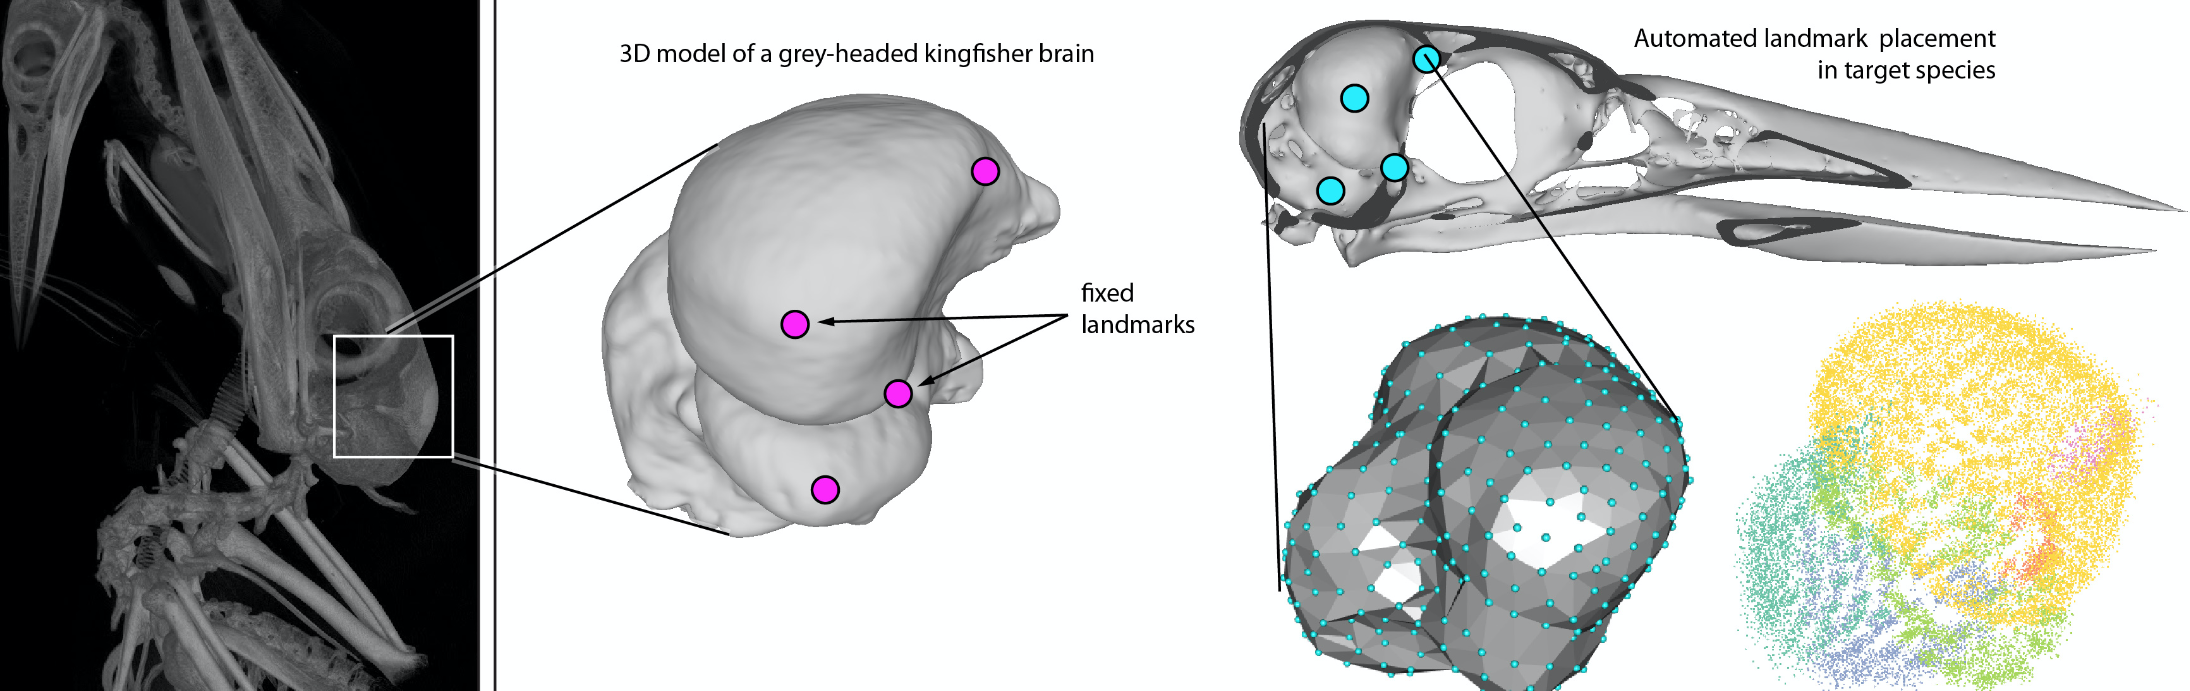 3D model of a grey-headed kingfisher brain
fixed
landmarks
Automated landmark placement
in target species